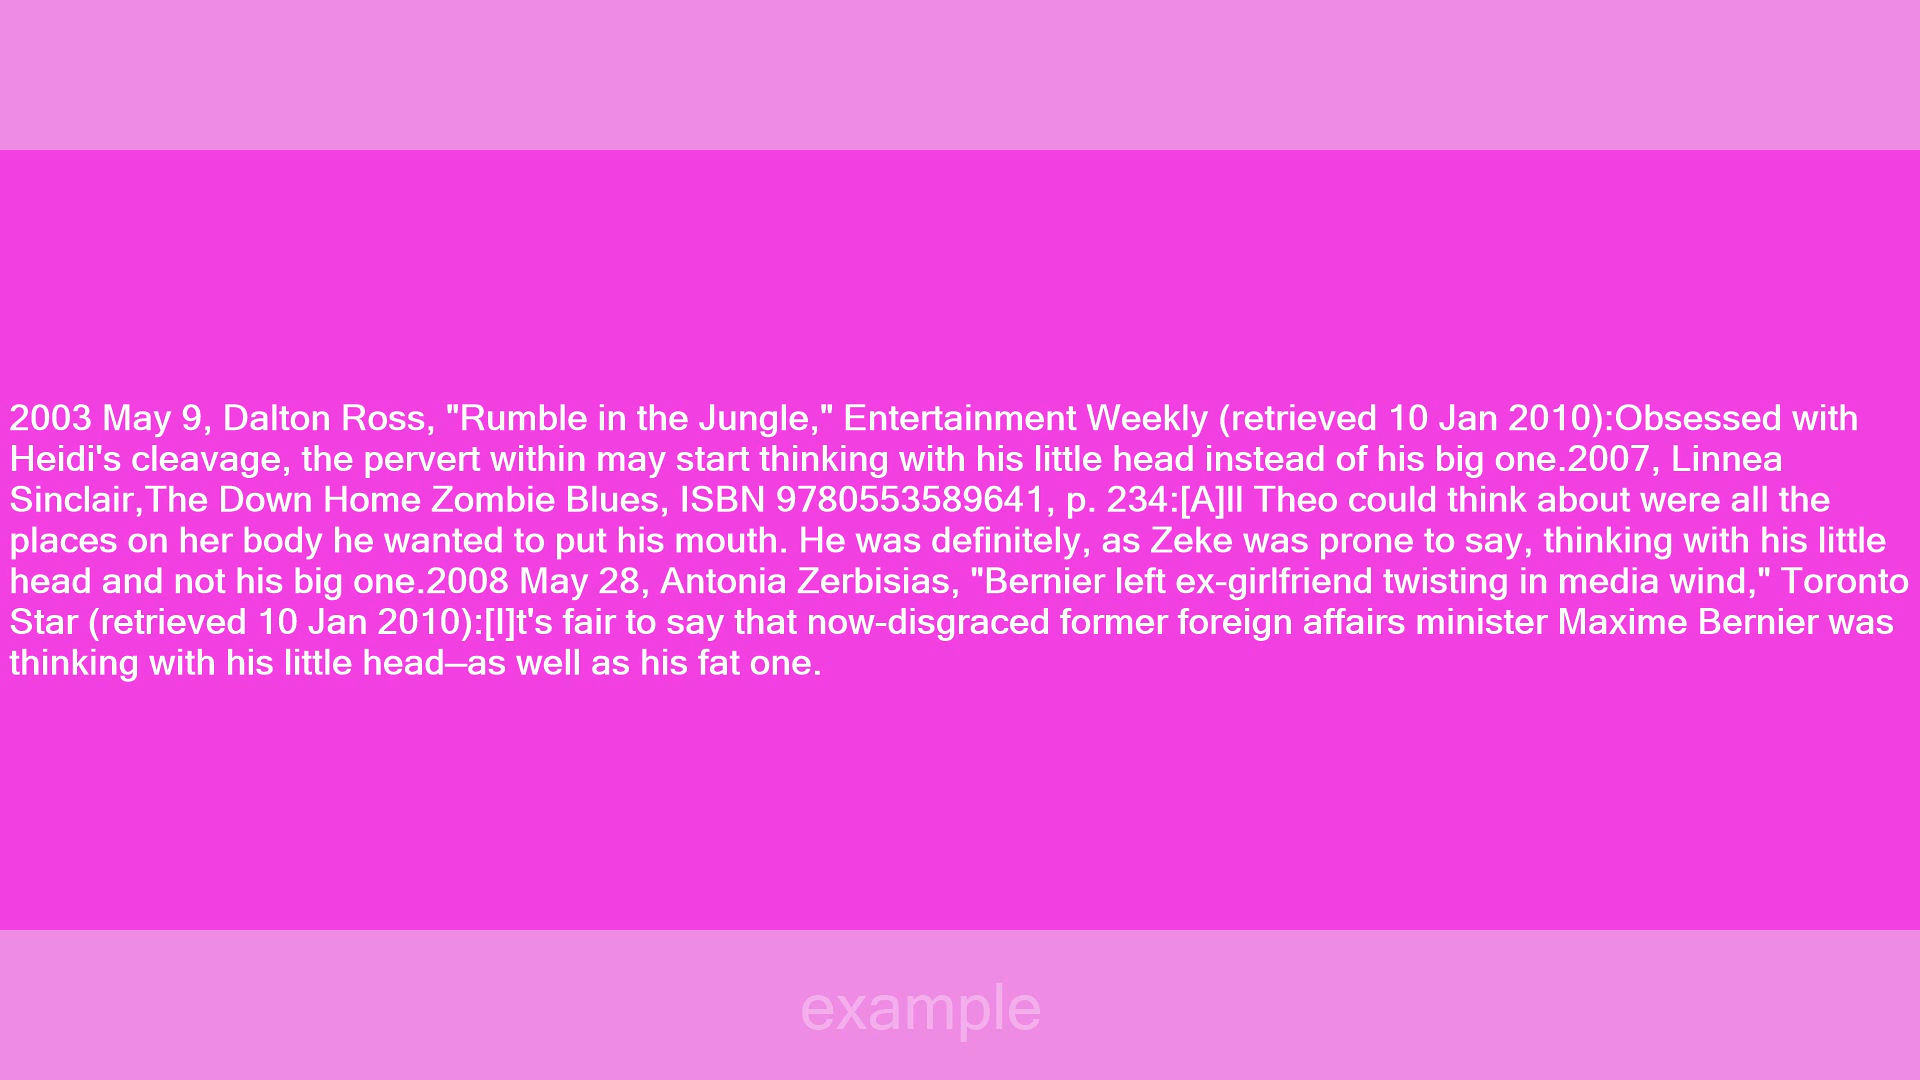 2003 May 9, Dalton Ross, "Rumble in the Jungle," Entertainment Weekly (retrieved 10 Jan 2010):Obsessed with
Heidi's cleavage, the pervert within may start thinking with his little head instead of his big one.2007, Linnea
Sinclair,The Down Home Zombie Blues, ISBN 9780553589641, p. 234:[A]ll Theo could think about were all the
places on her body he wanted to put his mouth. He was definitely, as Zeke was prone to say, thinking with his little
head and not his big one.2008 May 28, Antonia Zerbisias, "Bernier left ex-girlfriend twisting in media wind," Toronto
Star (retrieved 10 Jan 2010):[I]t's fair to say that now-disgraced former foreign affairs minister Maxime Bernier was
thinking with his little head—as well as his fat one.
example